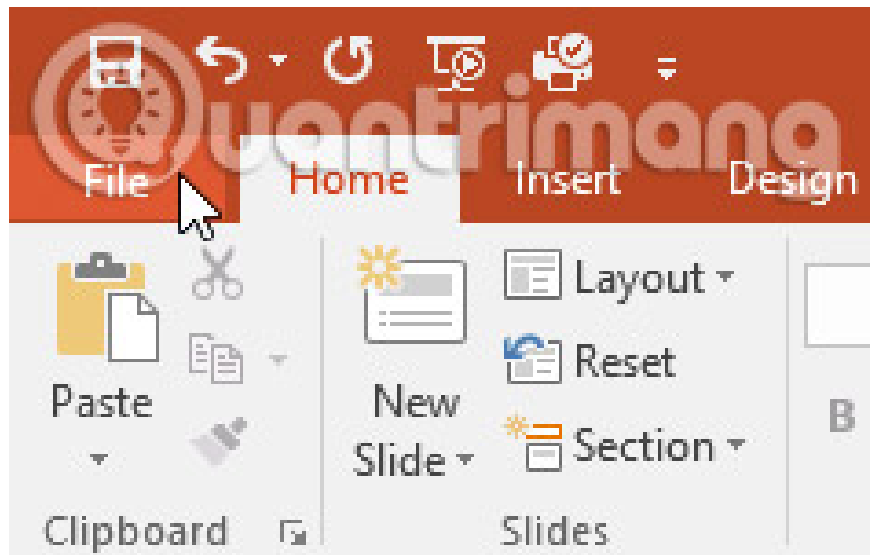 Quantrimang
File Home Insert Design
Layout
Reset
Paste New
Slide Section
B
Clipboard Slides